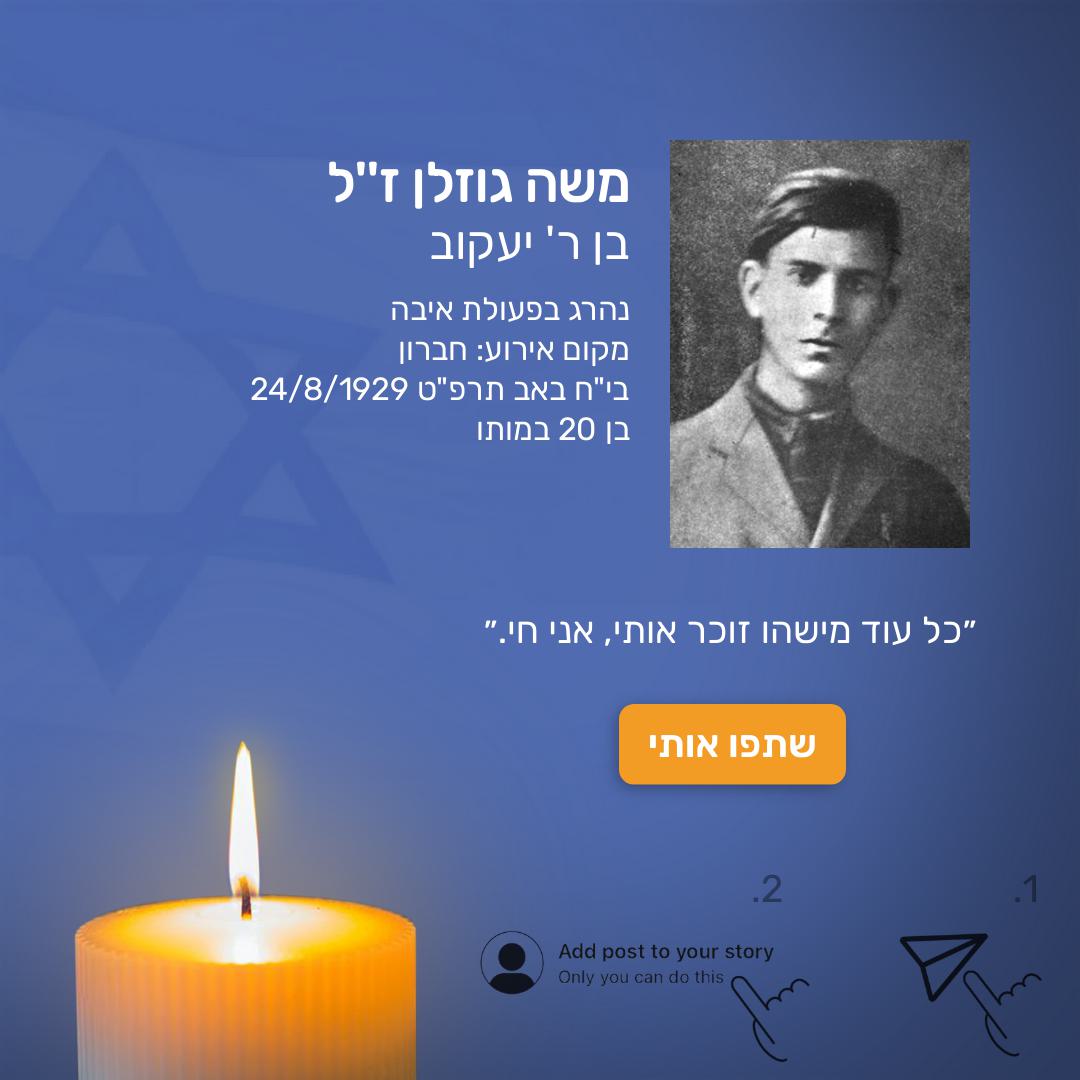 משה גוזלן ז"ל
בן ר' יעקוב
נהרג בפעולת איבה
מקום אירוע: חברון
בי"ח באב תרפ"ט 24/8/1929
בן 20 במותו
״כל עוד מישהו זוכר אותי, אני חי.״
שתפו אותי
1.
2.
Add post to your story
Only you can do this